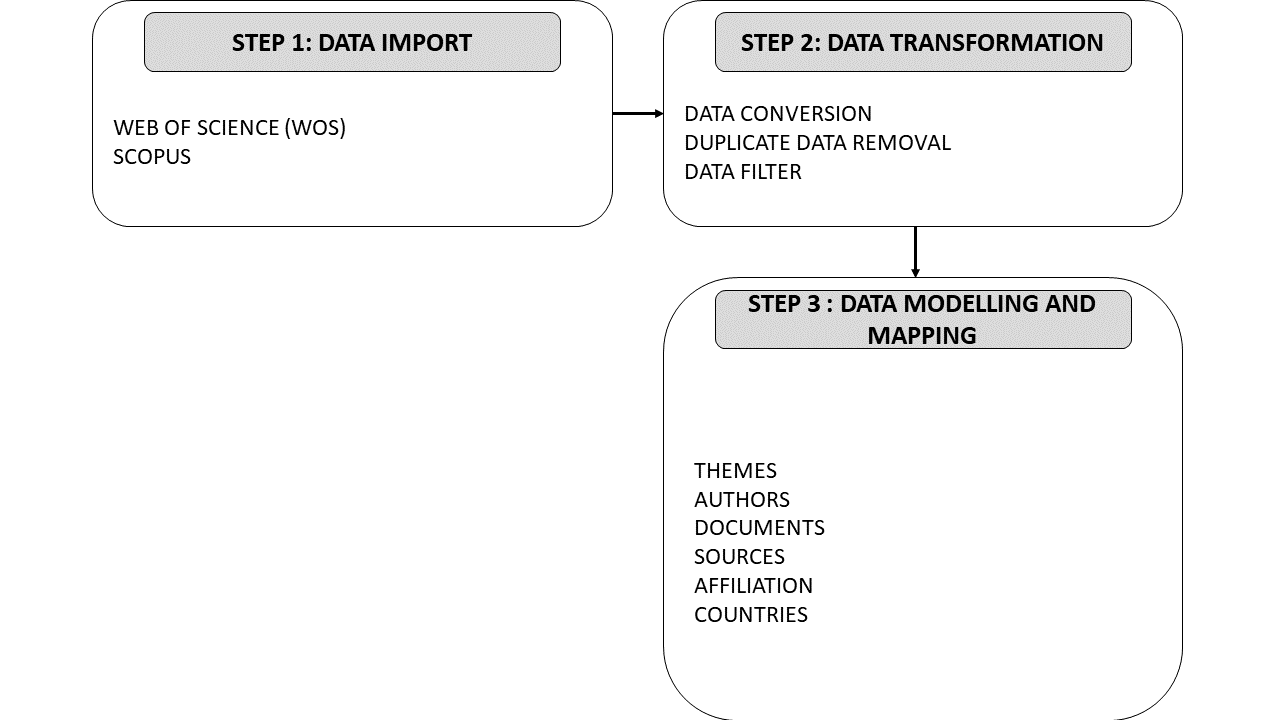 STEP 1: DATA IMPORT
WEB OF SCIENCE (WOS)
SCOPUS
STEP 2: DATA TRANSFORMATION
DATA CONVERSION
DUPLICATE DATA REMOVAL
DATA FILTER
STEP 3 : DATA MODELLING AND
MAPPING
THEMES
AUTHORS
DOCUMENTS
SOURCES
AFFILIATION
COUNTRIES